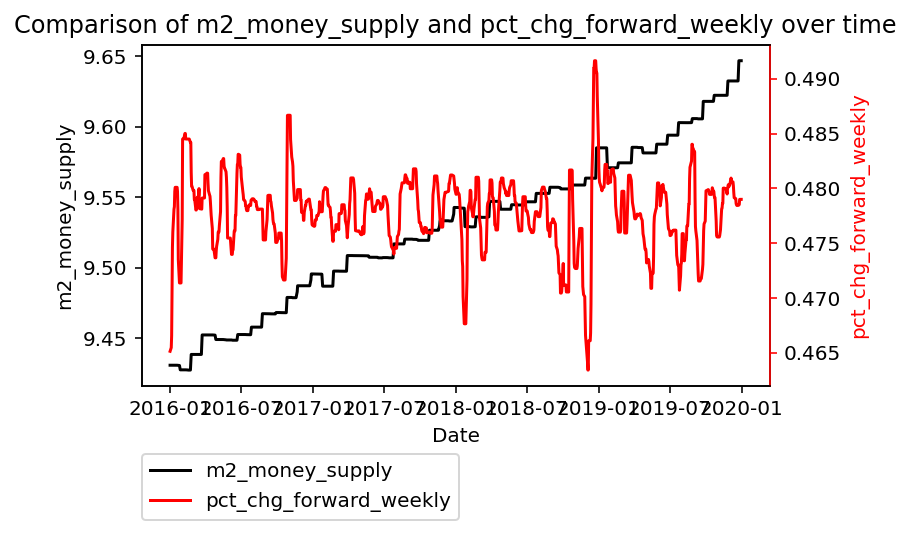 Comparison of m2_money_supply and pct_chg_forward_weekly over time
9.65
9.60
9.55
9.50
9.45
m2_money_supply
0.490
0.485
0.480
0.475
0.470
0.465
pct_chg_forward_weekly
2016-01 2016-07 2017-01 2017-07 2018-01 2018-07 2019-01 2019-07 2020-01
Date
m2_money_supply
pct_chg_forward_weekly